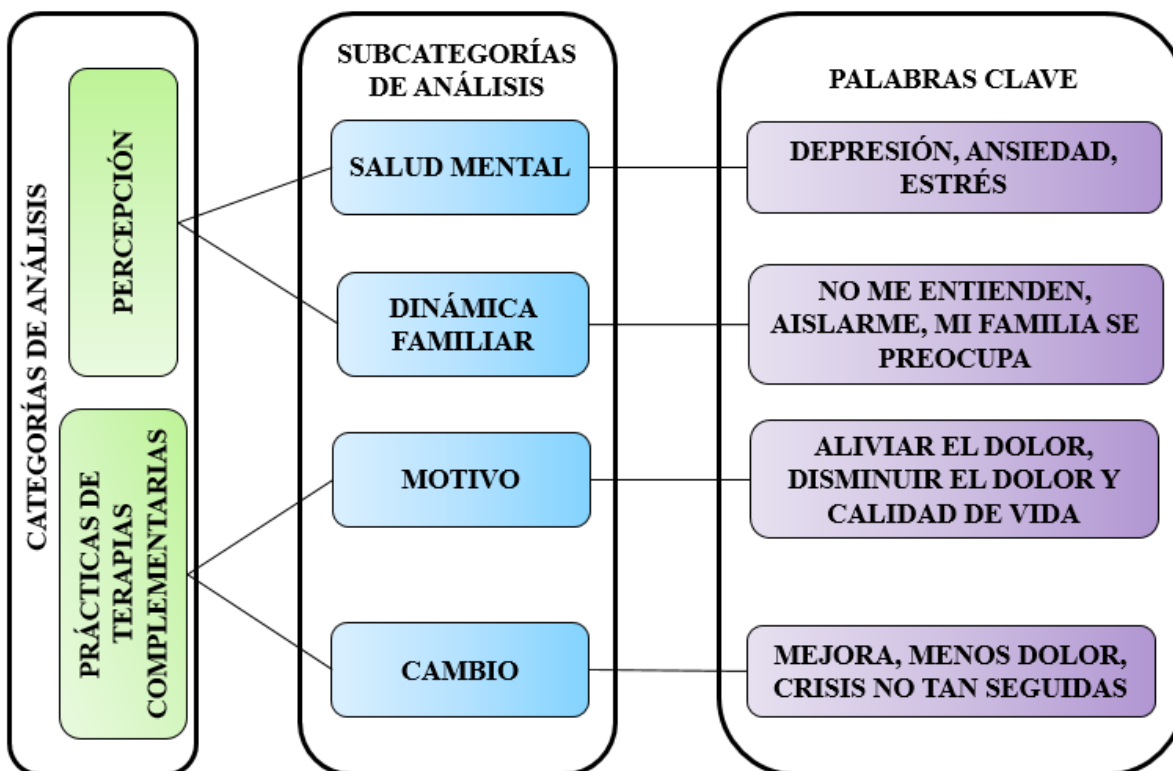 CATEGORÍAS DE ANÁLISIS
PERCEPCIÓN
PRÁCTICAS DE
TERAPIAS
COMPLEMENTARIAS
SUBCATEGORÍAS
DE ANÁLISIS
SALUD MENTAL
DINÁMICA
FAMILIAR
MOTIVO
CAMBIO
PALABRAS CLAVE
DEPRESIÓN, ANSIEDAD,
ESTRÉS
NO ME ENTIENDEN,
AISLARME, MI FAMILIA SE
PREOCUPA
ALIVIAR EL DOLOR,
DISMINUIR EL DOLOR Y
CALIDAD DE VIDA
MEJORA, MENOS DOLOR,
CRISIS NO TAN SEGUIDAS